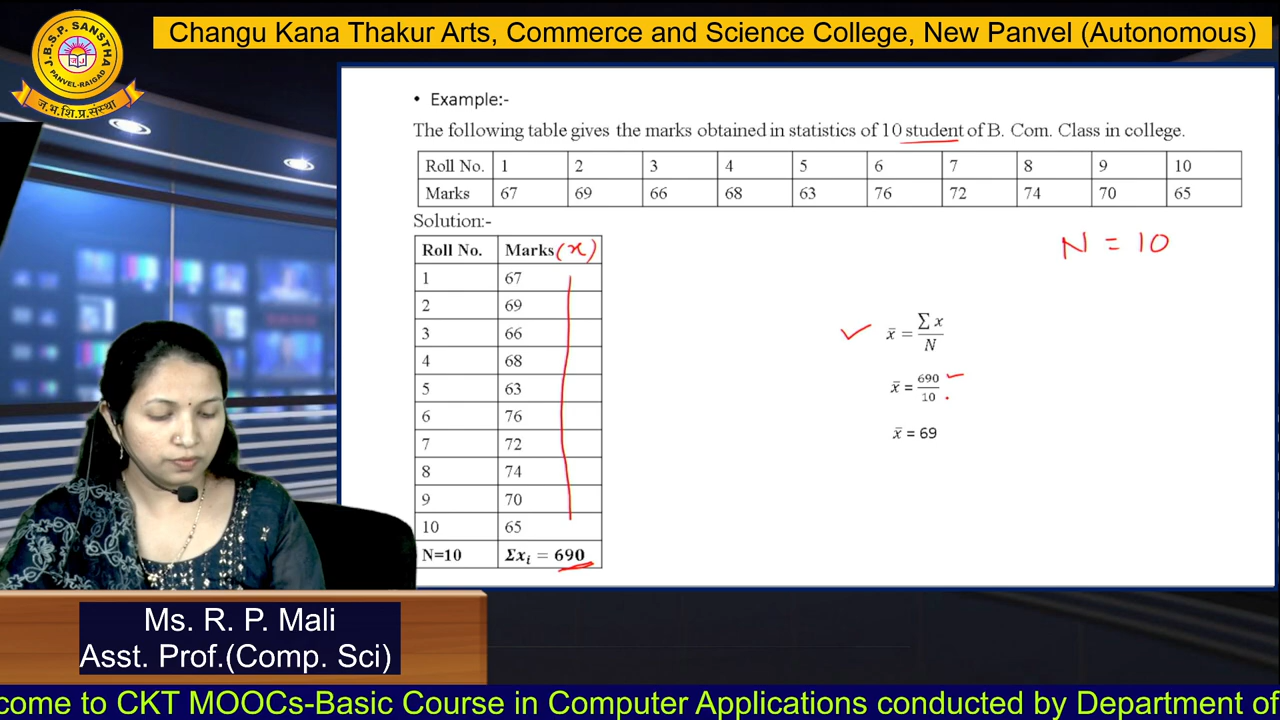 Changu Kana Thakur Arts, Commerce and Science College, New Panvel (Autonomous)
J.B.S.P. SANSTHA
PANVEL-RAIGAD
ज.भ.शि.प्र.संस्था
• Example:-
The following table gives the marks obtained in statistics of 10 student of B. Com. Class in college.
Roll No. 1 2 3 4 5 6 7 8 9 10
Marks 67 69 66 68 63 76 72 74 70 65
Solution:-
Roll No. Marks (x)
1 67
2 69
3 66
4 68
5 63
6 76
7 72
8 74
9 70
10 65
N=10 Σxᵢ = 690
N = 10
x̄ = ∑ x / N
x̄ = 690 / 10
x̄ = 69
Ms. R. P. Mali
Asst. Prof.(Comp. Sci)
come to CKT MOOCs-Basic Course in Computer Applications conducted by Department of